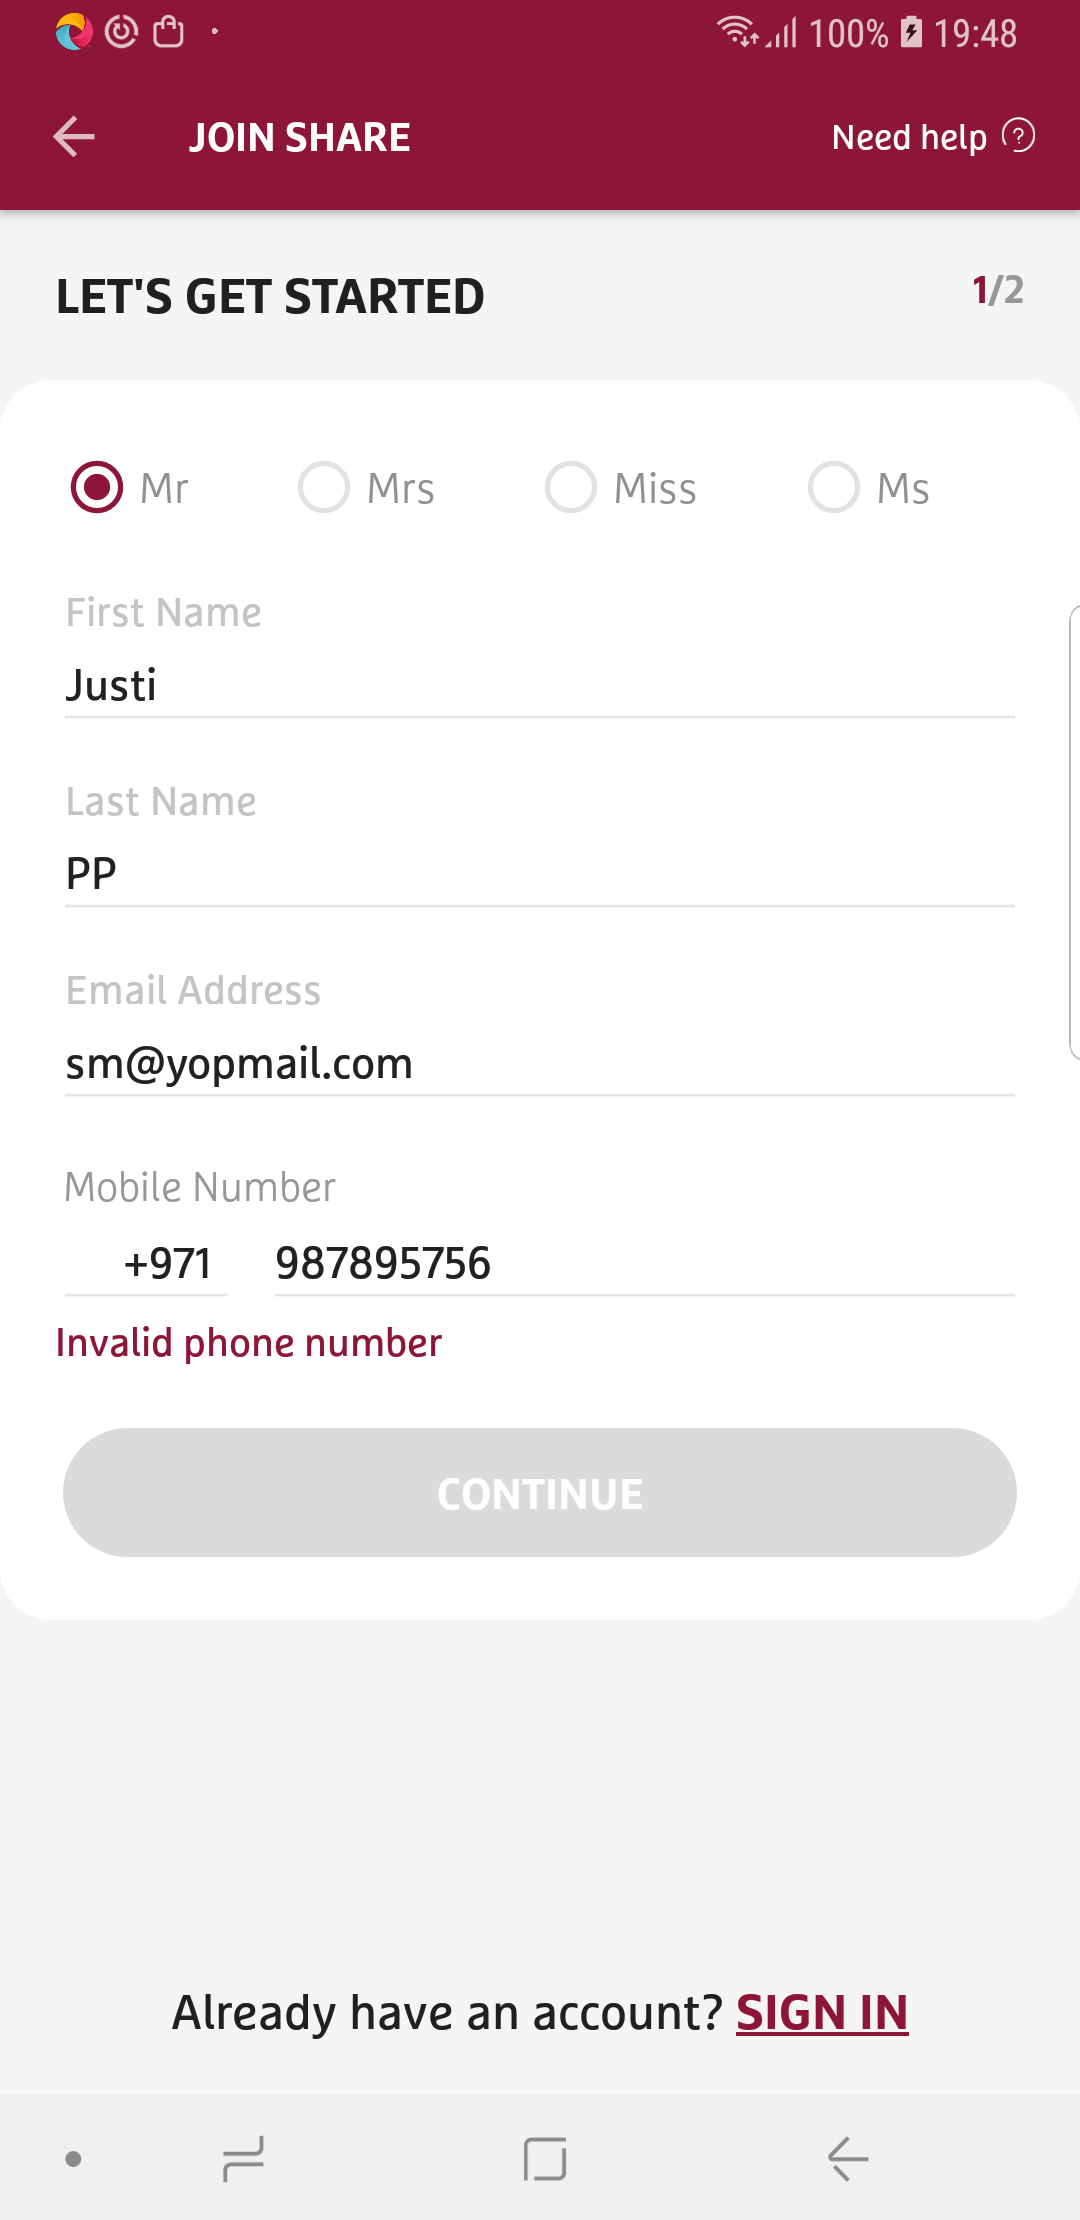 100% 19:48
JOIN SHARE Need help ?
LET'S GET STARTED 1/2
Mr Mrs Miss Ms
First Name
Justi
Last Name
PP
Email Address
sm@yopmail.com
Mobile Number
+971 987895756
Invalid phone number
CONTINUE
Already have an account? SIGN IN